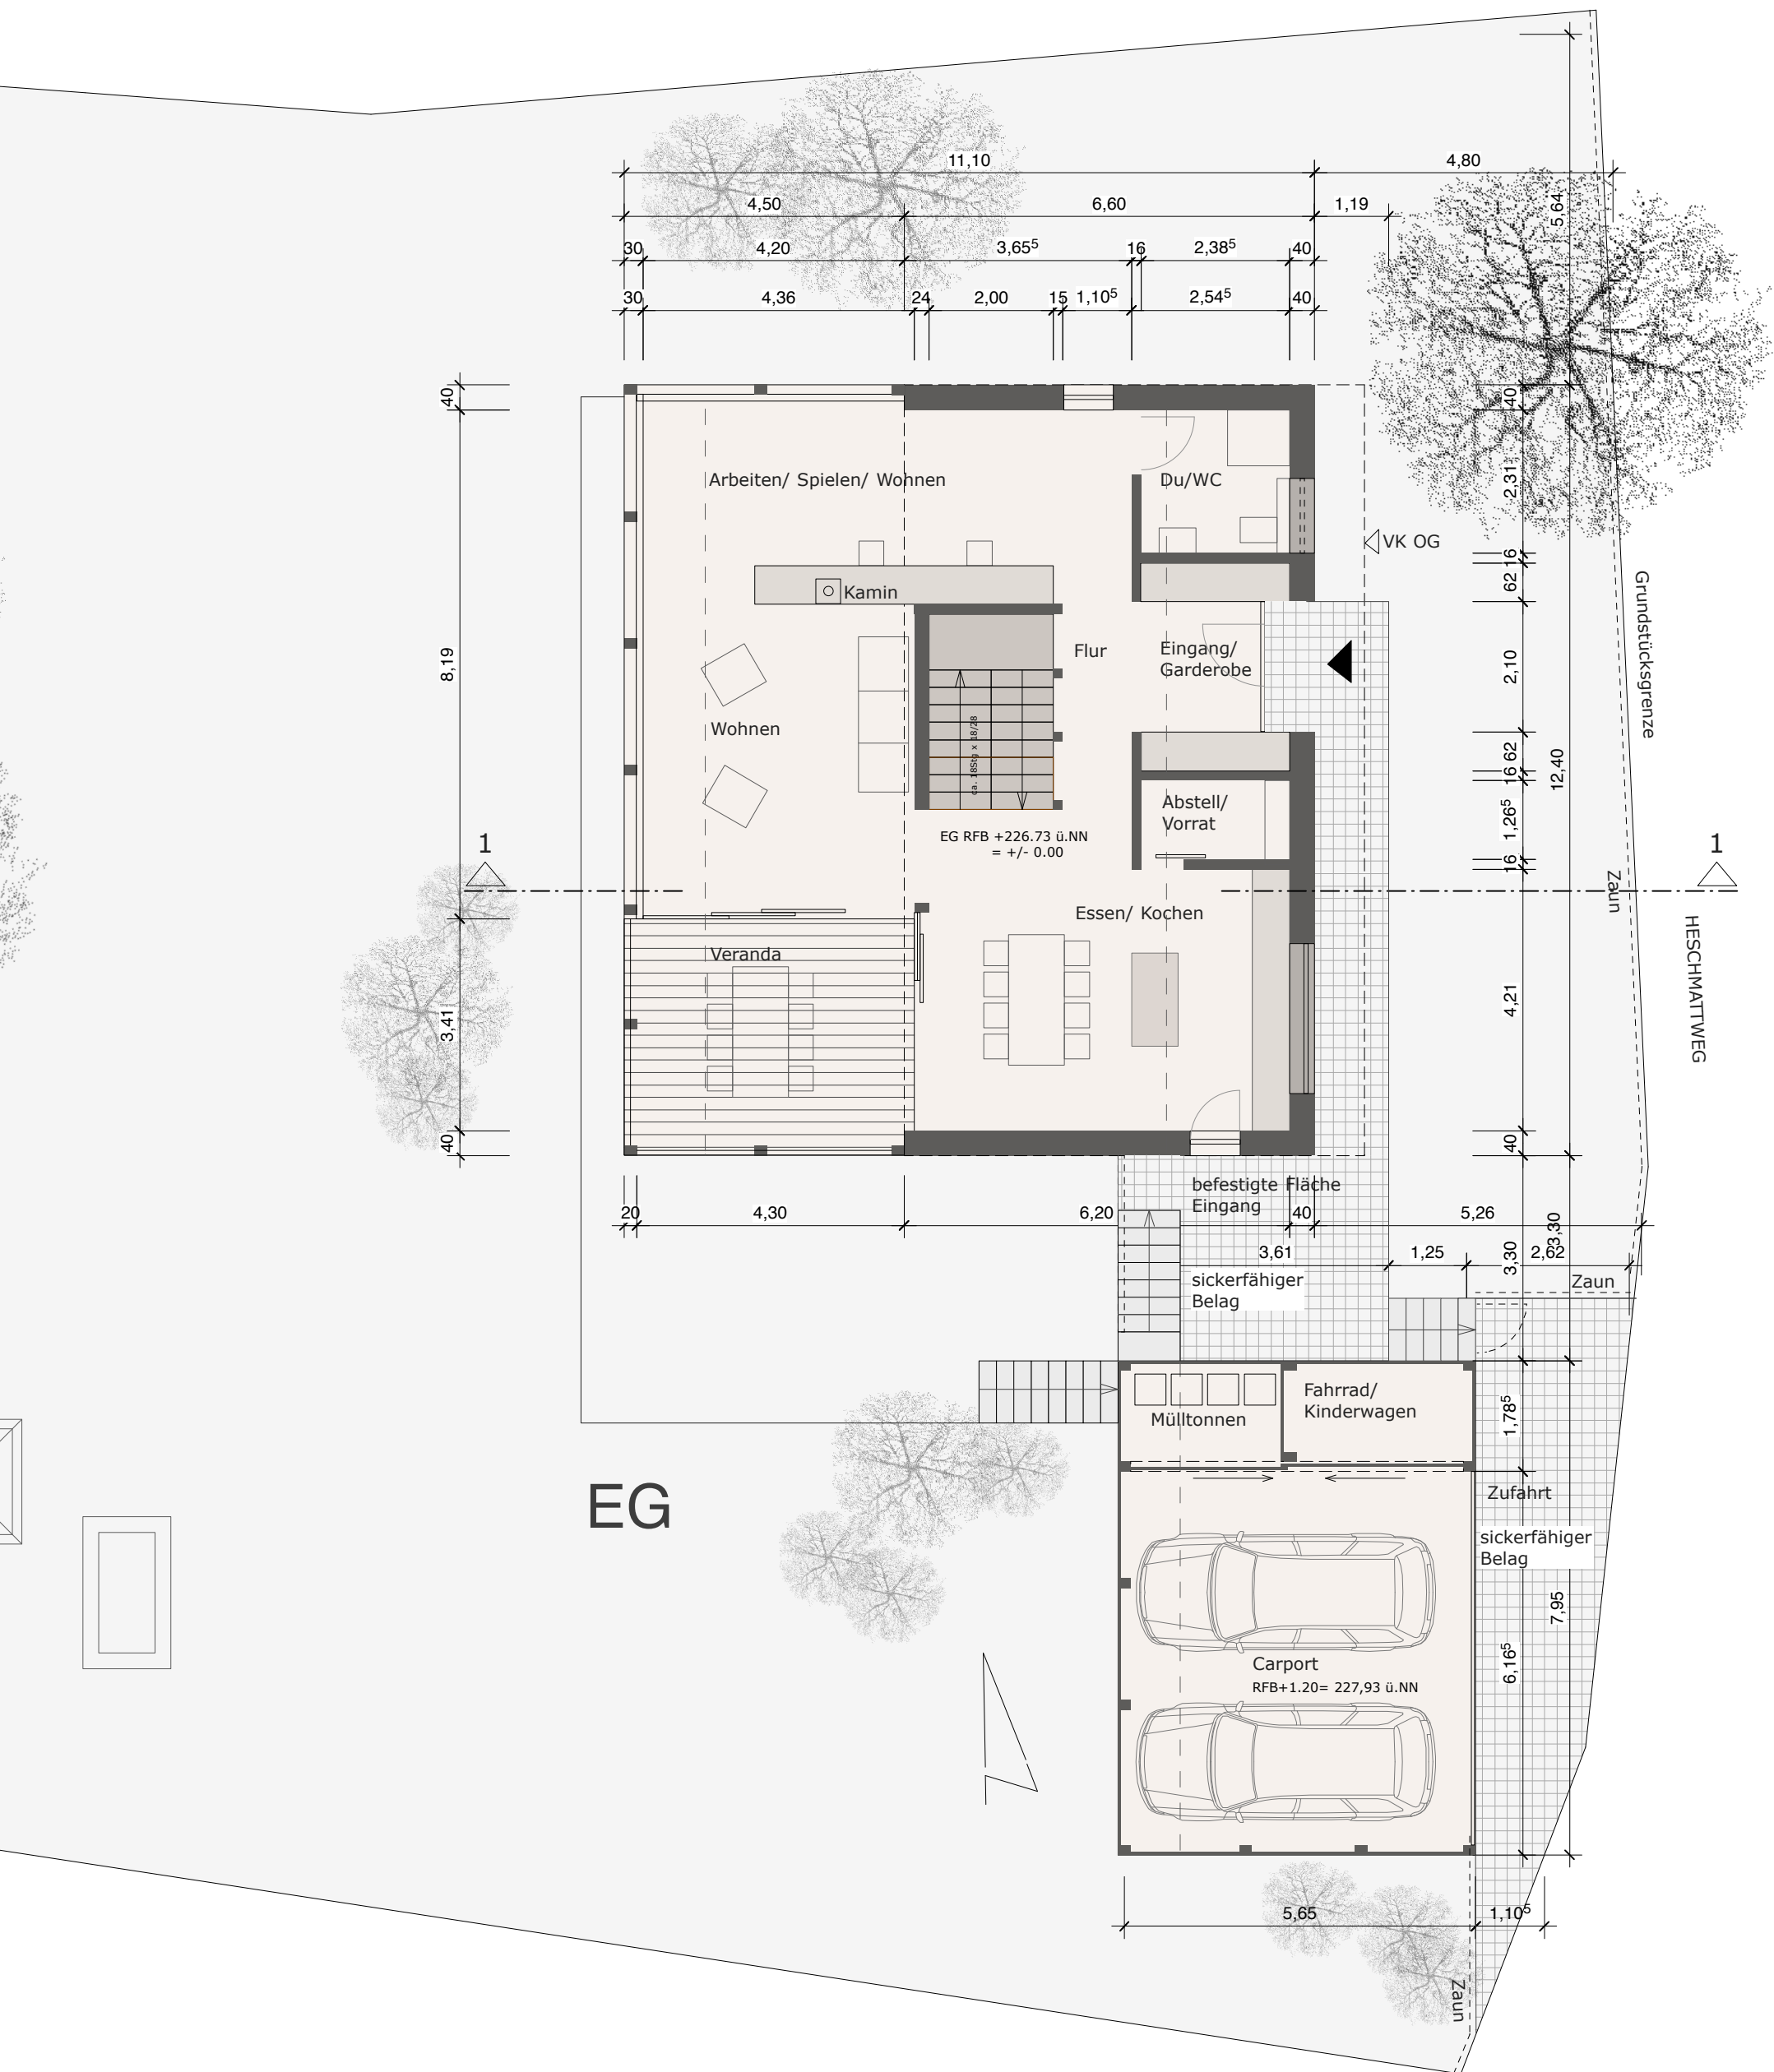 11,10
4,80
4,50
6,60
1,19
5,64
30
4,20
3,65⁵
16
2,38⁵
40
30
4,36
24
2,00
15
1,10⁵
2,54⁵
40
40
40
Arbeiten/ Spielen/ Wohnen
Du/WC
2,31
VK OG
16
62
Kamin
Grundstücksgrenze
8,19
Flur
Eingang/
Garderobe
2,10
Wohnen
ca. 18Stg x 18/28
62
16
12,40
Abstell/
Vorrat
1,26⁵
EG RFB +226.73 ü.NN
= +/- 0.00
1
1
16
Zaun
Essen/ Kochen
HESCHMATTWEG
Veranda
3,41
4,21
40
40
befestigte Fläche
Eingang
20
4,30
6,20
40
5,26
3,30
3,61
1,25
3,30
2,62
sickerfähiger
Belag
Zaun
Fahrrad/
Kinderwagen
Mülltonnen
1,78⁵
EG
Zufahrt
sickerfähiger
Belag
7,95
Carport
RFB+1.20= 227,93 ü.NN
6,16⁵
5,65
1,10⁵
Zaun